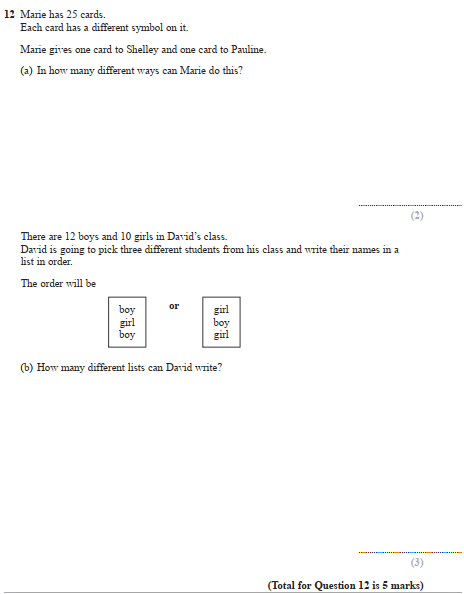 12 Marie has 25 cards.
Each card has a different symbol on it.
Marie gives one card to Shelley and one card to Pauline.
(a) In how many different ways can Marie do this?
(2)
There are 12 boys and 10 girls in David's class.
David is going to pick three different students from his class and write their names in a
list in order.
The order will be
boy
girl
boy
or
girl
boy
girl
(b) How many different lists can David write?
(3)
(Total for Question 12 is 5 marks)